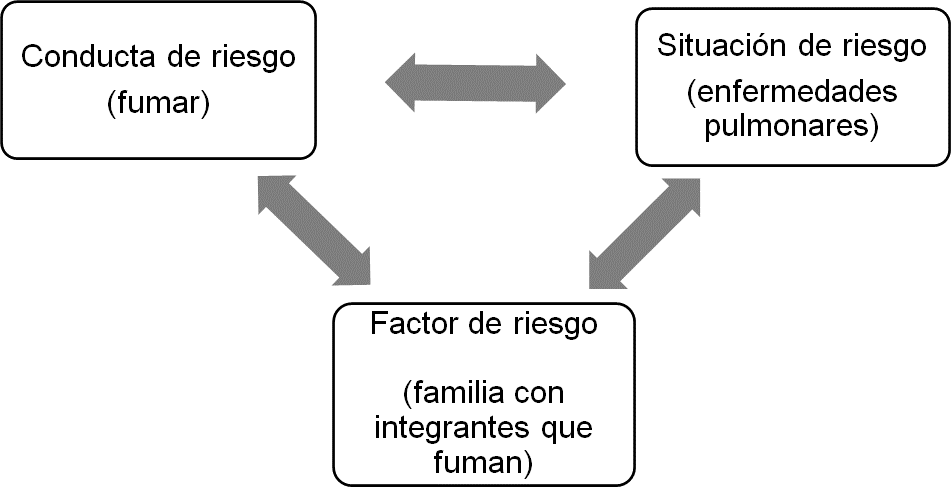 Conducta de riesgo
(fumar)
Situación de riesgo
(enfermedades
pulmonares)
Factor de riesgo
(familia con
integrantes que
fuman)